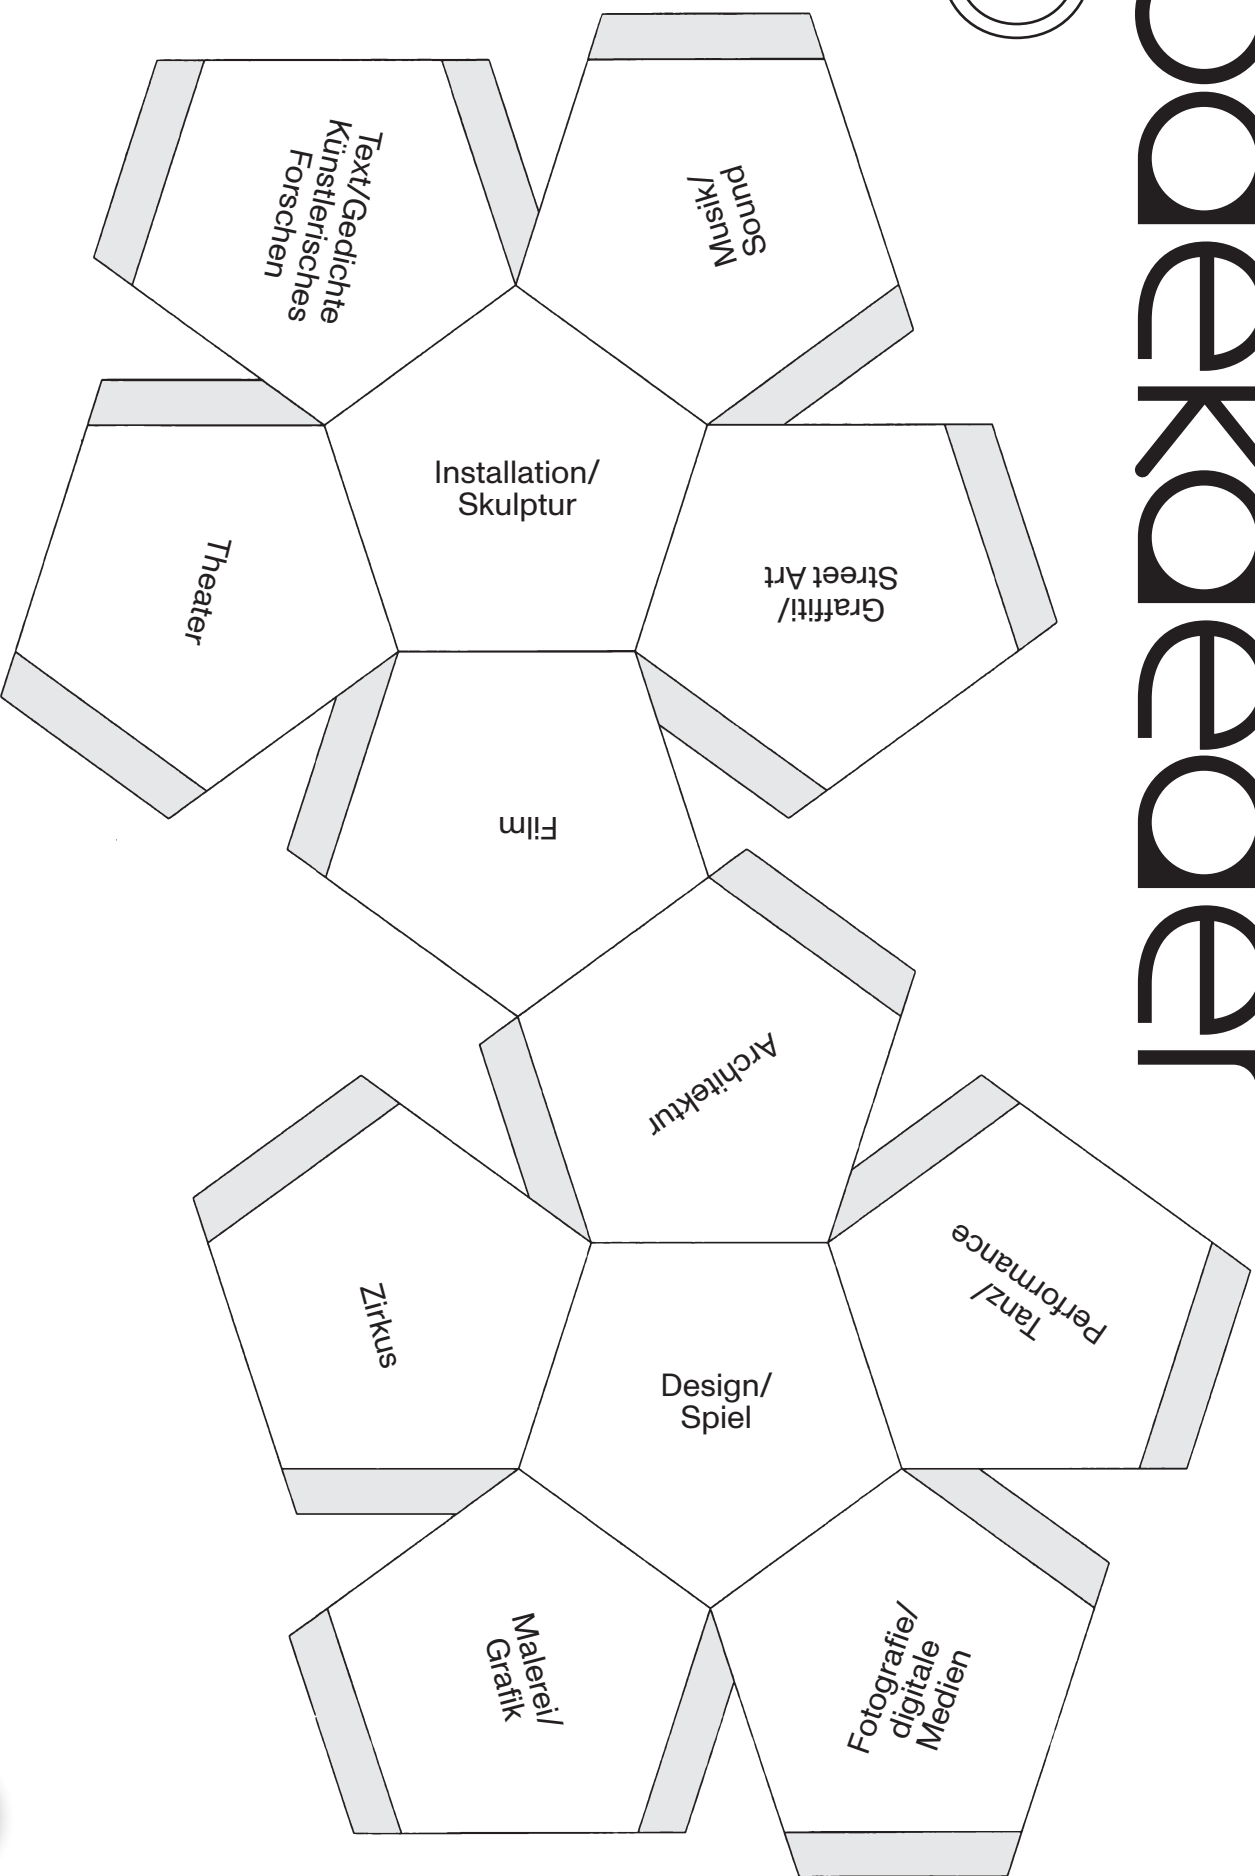 odekaeder
Text/Gedichte
Künstlerisches
Forschen
Musik/
Sound
Installation/
Skulptur
Theater
Graffiti/
Street Art
Film
Architektur
Zirkus
Tanz/
Performance
Design/
Spiel
Malerei/
Grafik
Fotografie/
digitale
Medien